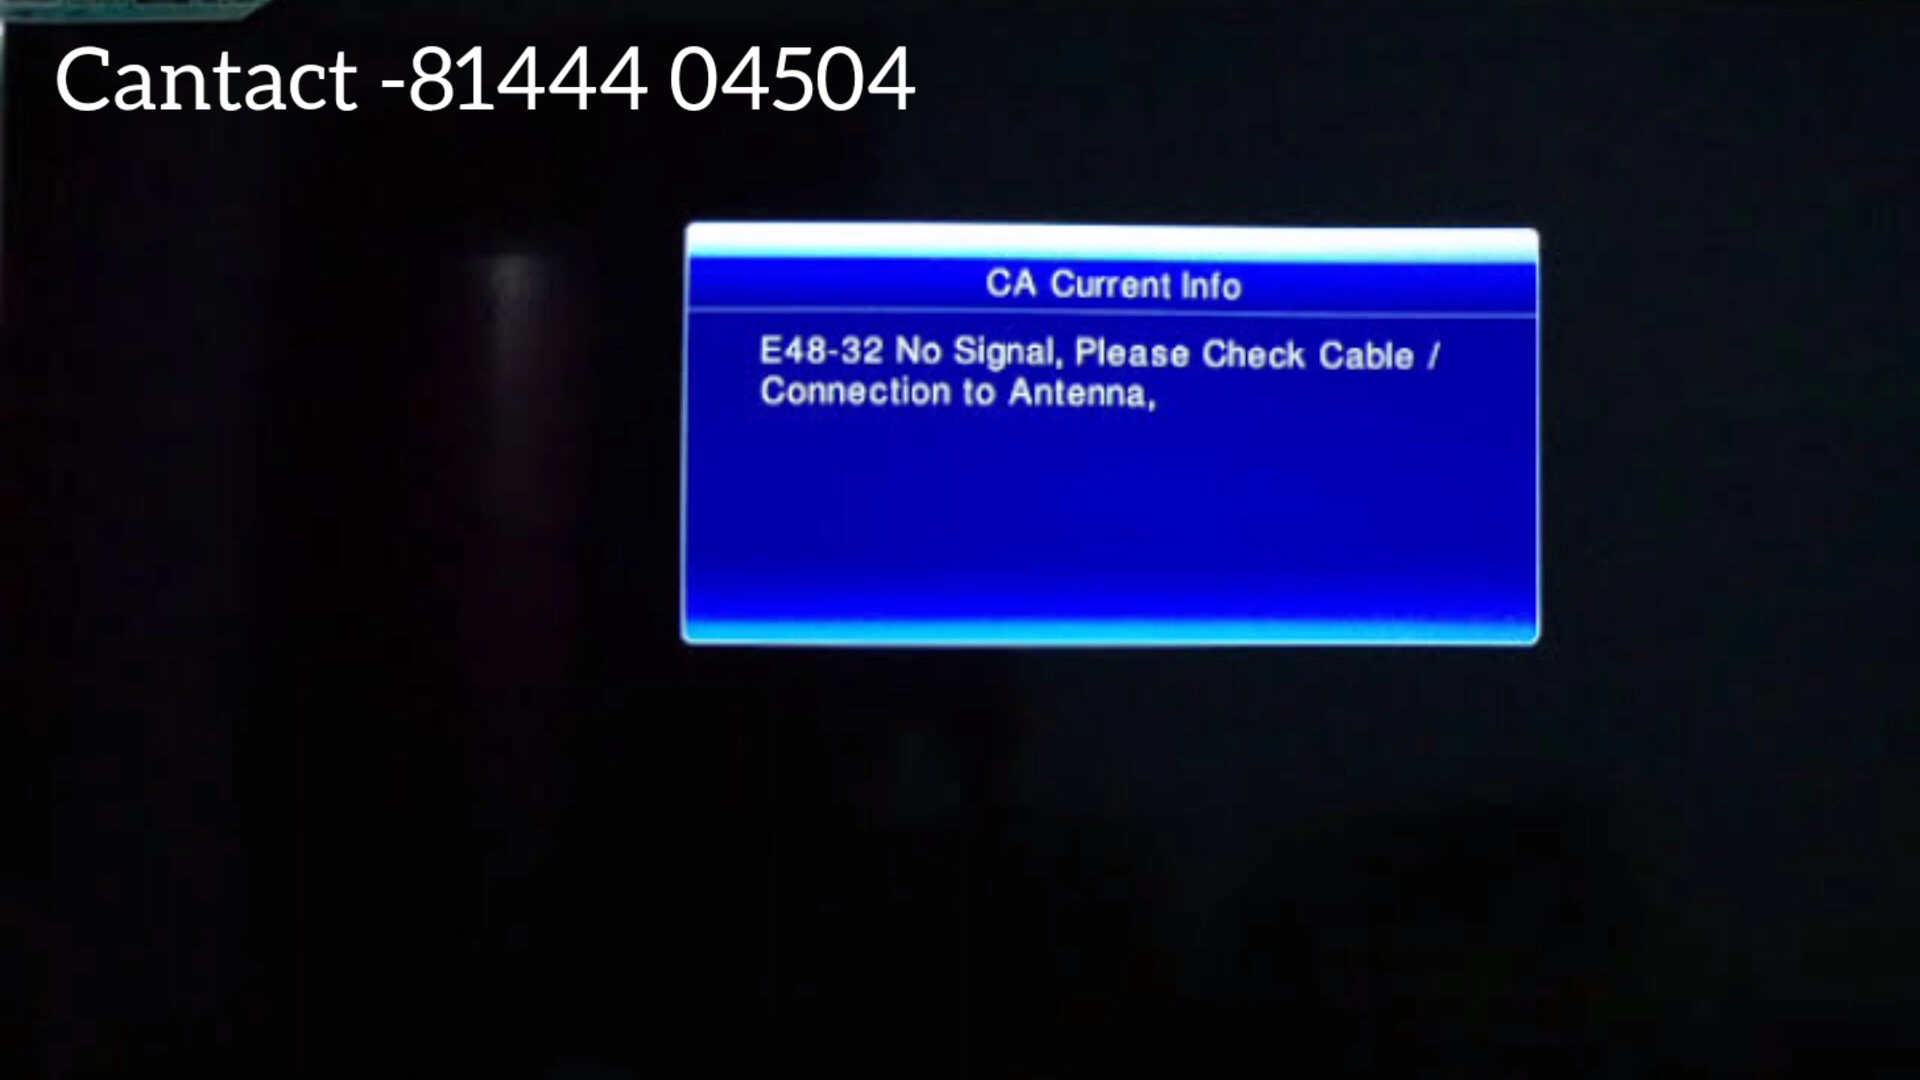 Cantact -81444 04504
CA Current Info
E48-32 No Signal, Please Check Cable /
Connection to Antenna,